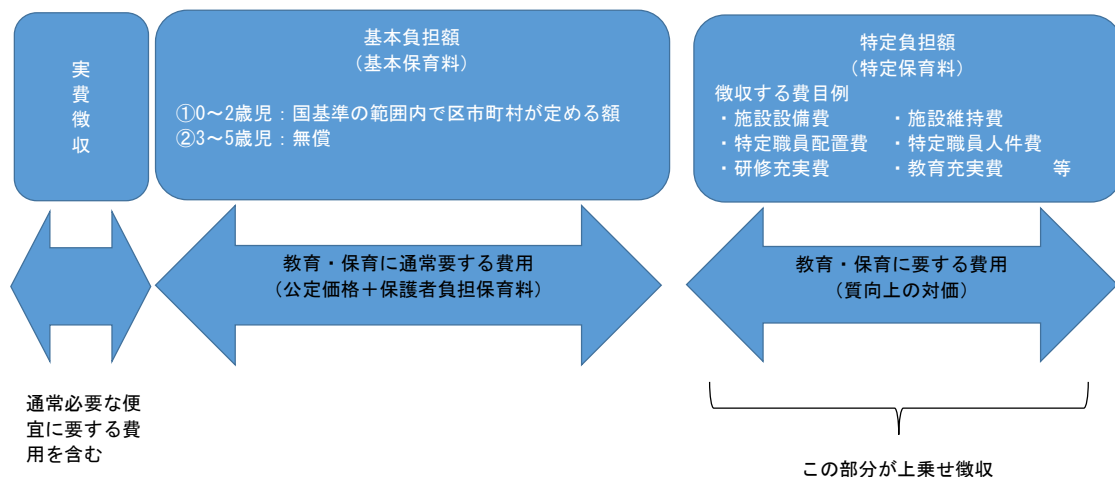 実費徴収
基本負担額
（基本保育料）
①0～2歳児：国基準の範囲内で区市町村が定める額
②3～5歳児：無償
特定負担額
（特定保育料）
徴収する費目例
・施設設備費　・施設維持費
・特定職員配置費　・特定職員人件費
・研修充実費　・教育充実費　等
教育・保育に通常要する費用
（公定価格＋保護者負担保育料）
教育・保育に要する費用
（質向上の対価）
通常必要な便
宜に要する費
用を含む
この部分が上乗せ徴収